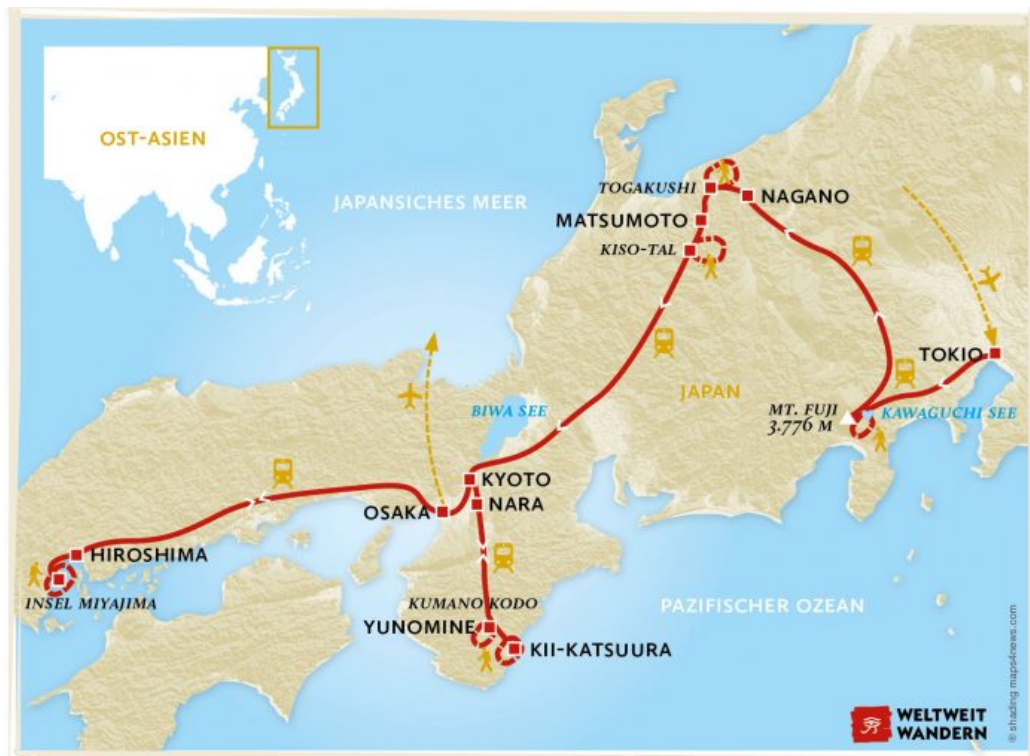 OST-ASIEN
JAPANSICHES MEER
TOGAKUSHI
NAGANO
MATSUMOTO
KISO-TAL
TOKIO
JAPAN
BIWA SEE
MT. FUJI
3.776 M
KAWAGUCHI SEE
KYOTO
NARA
OSAKA
HIROSHIMA
INSEL MIYAJIMA
KUMANO KODO
YUNOMINE
KII-KATSUURA
PAZIFISCHER OZEAN
WELTWEIT
WANDERN
© shading maps4news.com